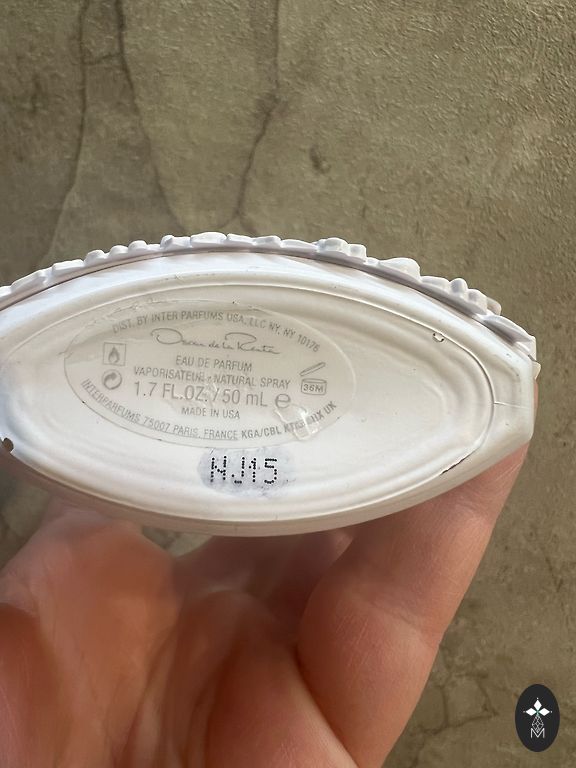 DIST. BY INTER PARFUMS USA, LLC NY, NY 10176
Oscar de la Renta
EAU DE PARFUM
VAPORISATEUR - NATURAL SPRAY
1.7 FL.OZ. / 50 mL e
36M
MADE IN USA
INTERPARFUMS 75007 PARIS, FRANCE KGA/CBL UK
NJ15
M